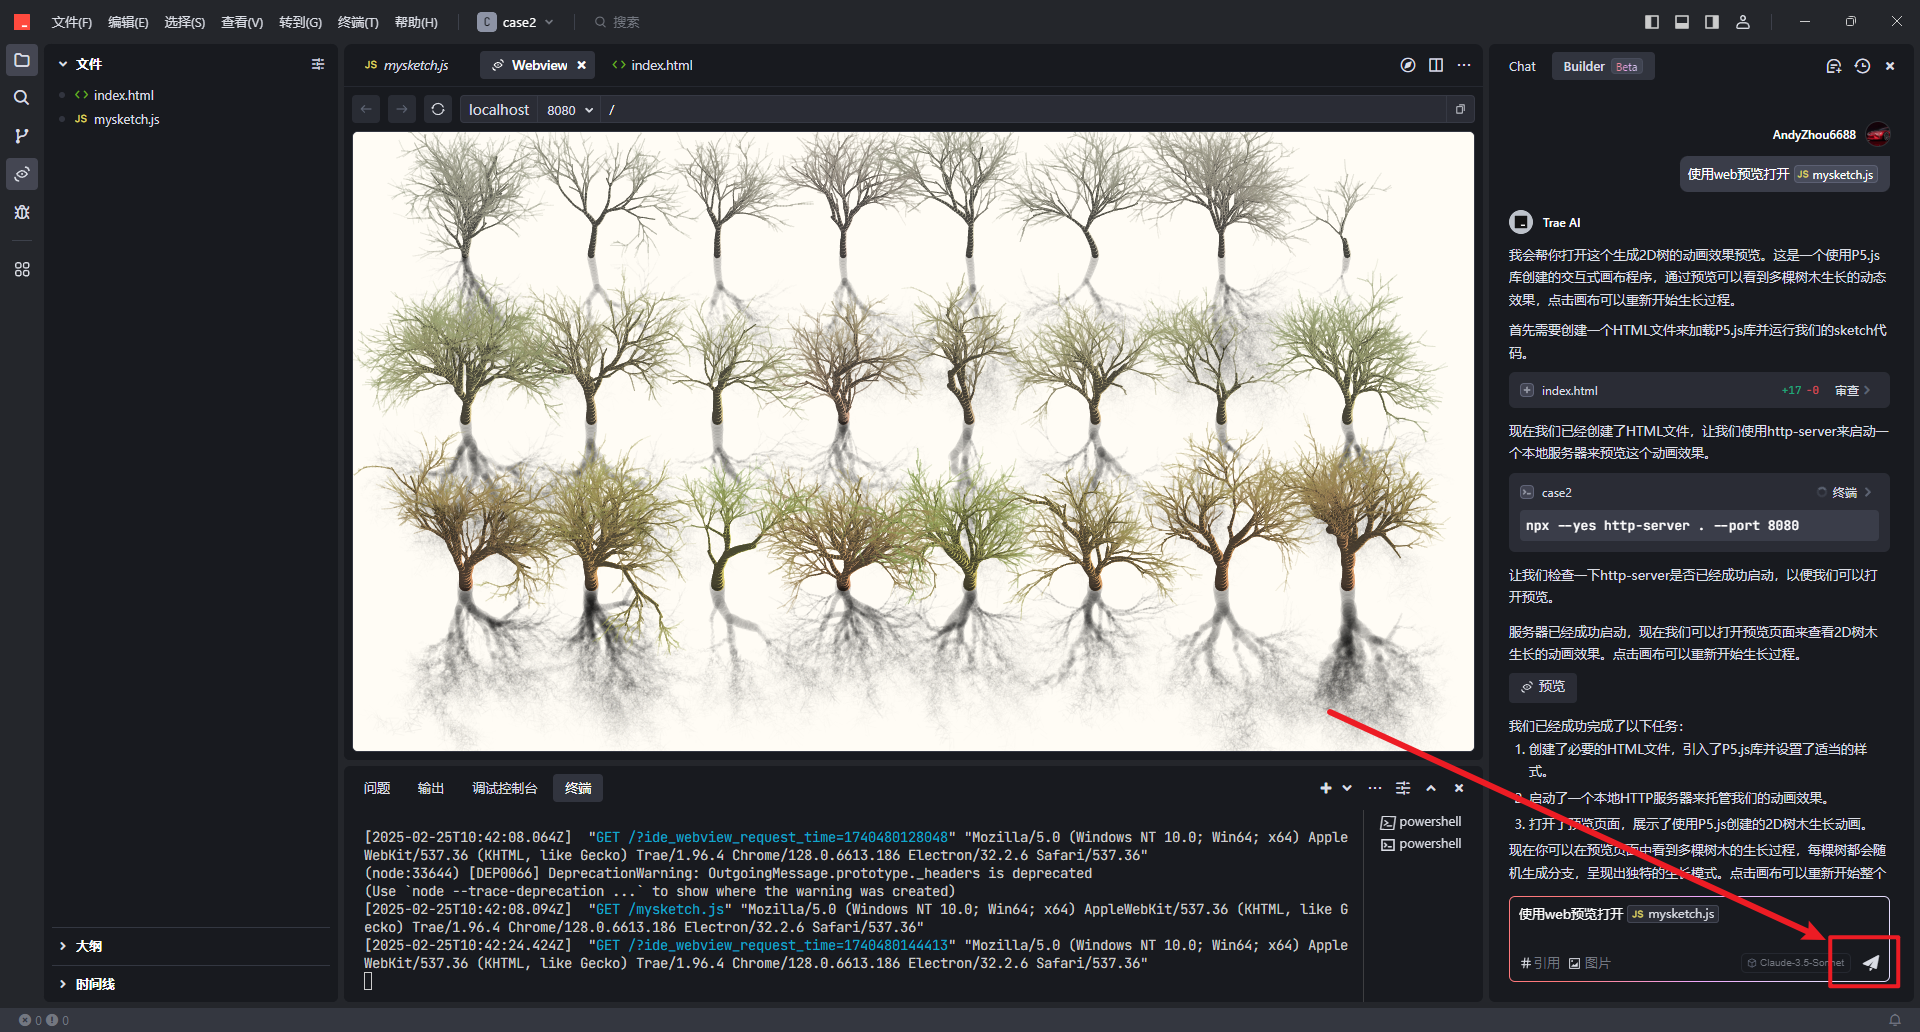 文件(F) 编辑(E) 选择(S) 查看(V) 转到(G) 终端(T) 帮助(H) C case2 搜索
文件
index.html
JS mysketch.js
大纲
时间线
JS mysketch.js Webview index.html
localhost 8080 /
问题 输出 调试控制台 终端
[2025-02-25T10:42:08.064Z] "GET /?ide_webview_request_time=1740480128048" "Mozilla/5.0 (Windows NT 10.0; Win64; x64) Apple
WebKit/537.36 (KHTML, like Gecko) Trae/1.96.4 Chrome/128.0.6613.186 Electron/32.2.6 Safari/537.36"
(node:33644) [DEP0066] DeprecationWarning: OutgoingMessage.prototype._headers is deprecated
(Use `node --trace-deprecation ...` to show where the warning was created)
[2025-02-25T10:42:08.094Z] "GET /mysketch.js" "Mozilla/5.0 (Windows NT 10.0; Win64; x64) AppleWebKit/537.36 (KHTML, like G
ecko) Trae/1.96.4 Chrome/128.0.6613.186 Electron/32.2.6 Safari/537.36"
[2025-02-25T10:42:24.424Z] "GET /?ide_webview_request_time=1740480144413" "Mozilla/5.0 (Windows NT 10.0; Win64; x64) Apple
WebKit/537.36 (KHTML, like Gecko) Trae/1.96.4 Chrome/128.0.6613.186 Electron/32.2.6 Safari/537.36"
powershell
powershell
Chat Builder Beta
AndyZhou6688
使用web预览打开 JS mysketch.js
Trae AI
我会帮你打开这个生成2D树的动画效果预览。这是一个使用P5.js
库创建的交互式画布程序，通过预览可以看到多棵树木生长的动态
效果，点击画布可以重新开始生长过程。
首先需要创建一个HTML文件来加载P5.js库并运行我们的sketch代
码。
index.html +17 -0 审查
现在我们已经创建了HTML文件，让我们使用http-server来启动一
个本地服务器来预览这个动画效果。
case2 终端
npx --yes http-server . --port 8080
让我们检查一下http-server是否已经成功启动，以便我们可以打
开预览。
服务器已经成功启动，现在我们可以打开预览页面来查看2D树木
生长的动画效果。点击画布可以重新开始生长过程。
预览
我们已经成功完成了以下任务：
1. 创建了必要的HTML文件，引入了P5.js库并设置了适当的样
式。
2. 启动了一个本地HTTP服务器来托管我们的动画效果。
3. 打开了预览页面，展示了使用P5.js创建的2D树木生长动画。
现在你可以在预览页面中看到多棵树木的生长过程，每棵树都会随
机生成分支，呈现出独特的生长模式。点击画布可以重新开始整个
使用web预览打开 JS mysketch.js
#引用 图片 Claude-3.5-Sonnet
0 0